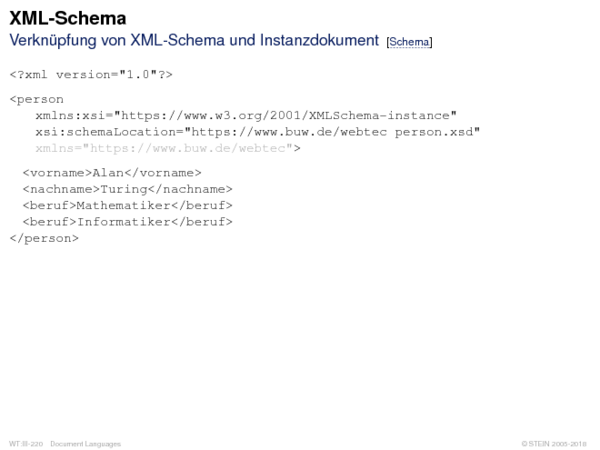 XML-Schema
Verknüpfung von XML-Schema und Instanzdokument [Schema]
<?xml version="1.0"?>
<person
xmlns:xsi="https://www.w3.org/2001/XMLSchema-instance"
xsi:schemaLocation="https://www.buw.de/webtec person.xsd"
xmlns="https://www.buw.de/webtec">
<vorname>Alan</vorname>
<nachname>Turing</nachname>
<beruf>Mathematiker</beruf>
<beruf>Informatiker</beruf>
</person>
WT:III-220 Document Languages © STEIN 2005-2018